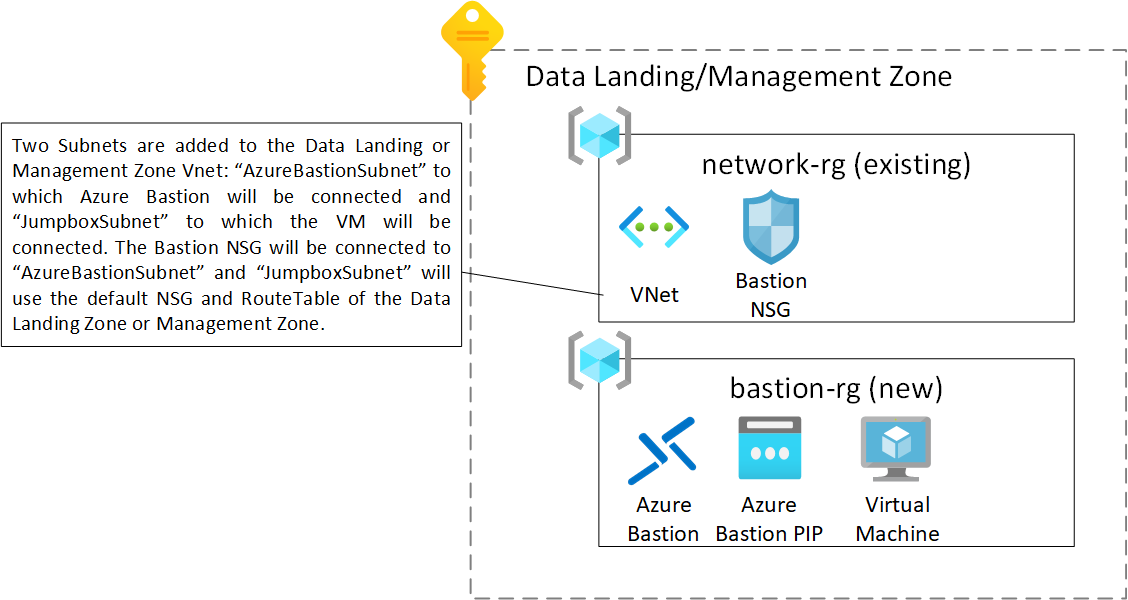 Data Landing/Management Zone
Two Subnets are added to the Data Landing or
Management Zone Vnet: “AzureBastionSubnet” to
which Azure Bastion will be connected and
“JumpboxSubnet” to which the VM will be
connected. The Bastion NSG will be connected to
“AzureBastionSubnet” and “JumpboxSubnet” will
use the default NSG and RouteTable of the Data
Landing Zone or Management Zone.
network-rg (existing)
VNet
Bastion
NSG
bastion-rg (new)
Azure
Bastion
Azure
Bastion PIP
Virtual
Machine